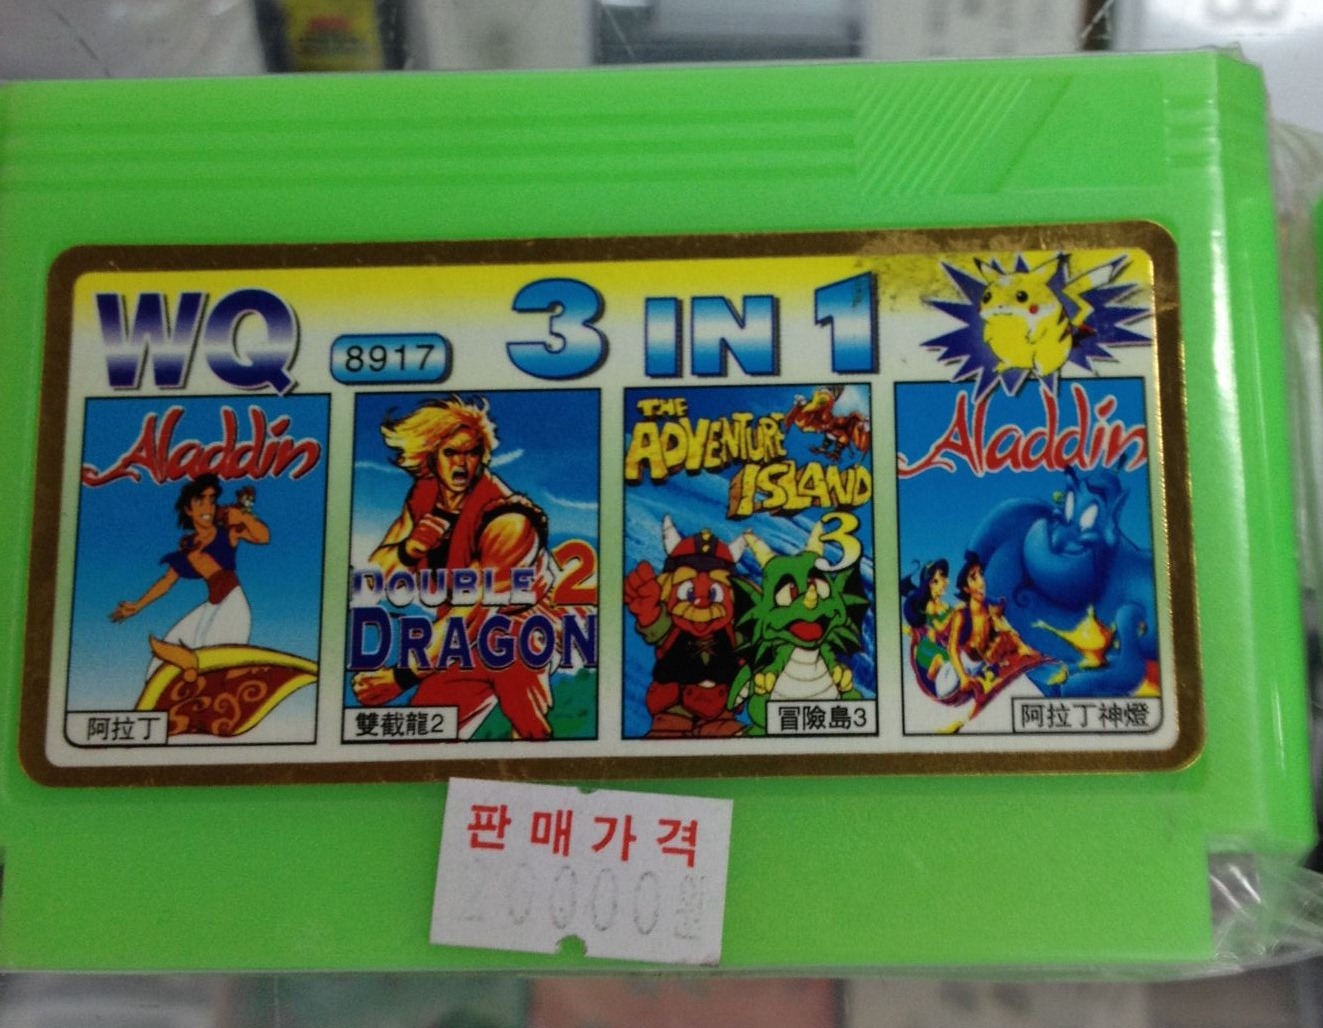 WQ 8917 3 IN 1
Aladdin
阿拉丁
DOUBLE 2
DRAGON
雙截龍2
THE
ADVENTURE
ISLAND
3
冒險島3
Aladdin
阿拉丁神燈
판매가격
20000원